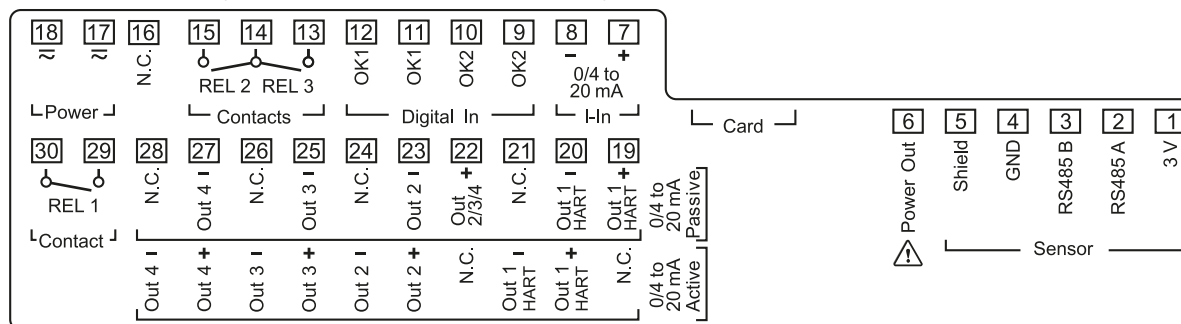 18 17 16 15 14 13 12 11 10 9 8 7
≂ ≂ N.C. OK1 OK1 OK2 OK2 − +
REL 2 REL 3
0/4 to
20 mA
Power Contacts Digital In I-In
Card
6 5 4 3 2 1
Power Out Shield GND RS485 B RS485 A 3 V
⚠
Sensor
30 29 28 27 26 25 24 23 22 21 20 19
REL 1
Contact
N.C.
Out 4 −
N.C.
Out 3 −
N.C.
Out 2 −
Out +
2/3/4
N.C.
Out 1 −
HART
Out 1 +
HART
0/4 to
20 mA
Passive
Out 4 −
Out 4 +
Out 3 −
Out 3 +
Out 2 −
Out 2 +
N.C.
Out 1 −
HART
Out 1 +
HART
N.C.
0/4 to
20 mA
Active